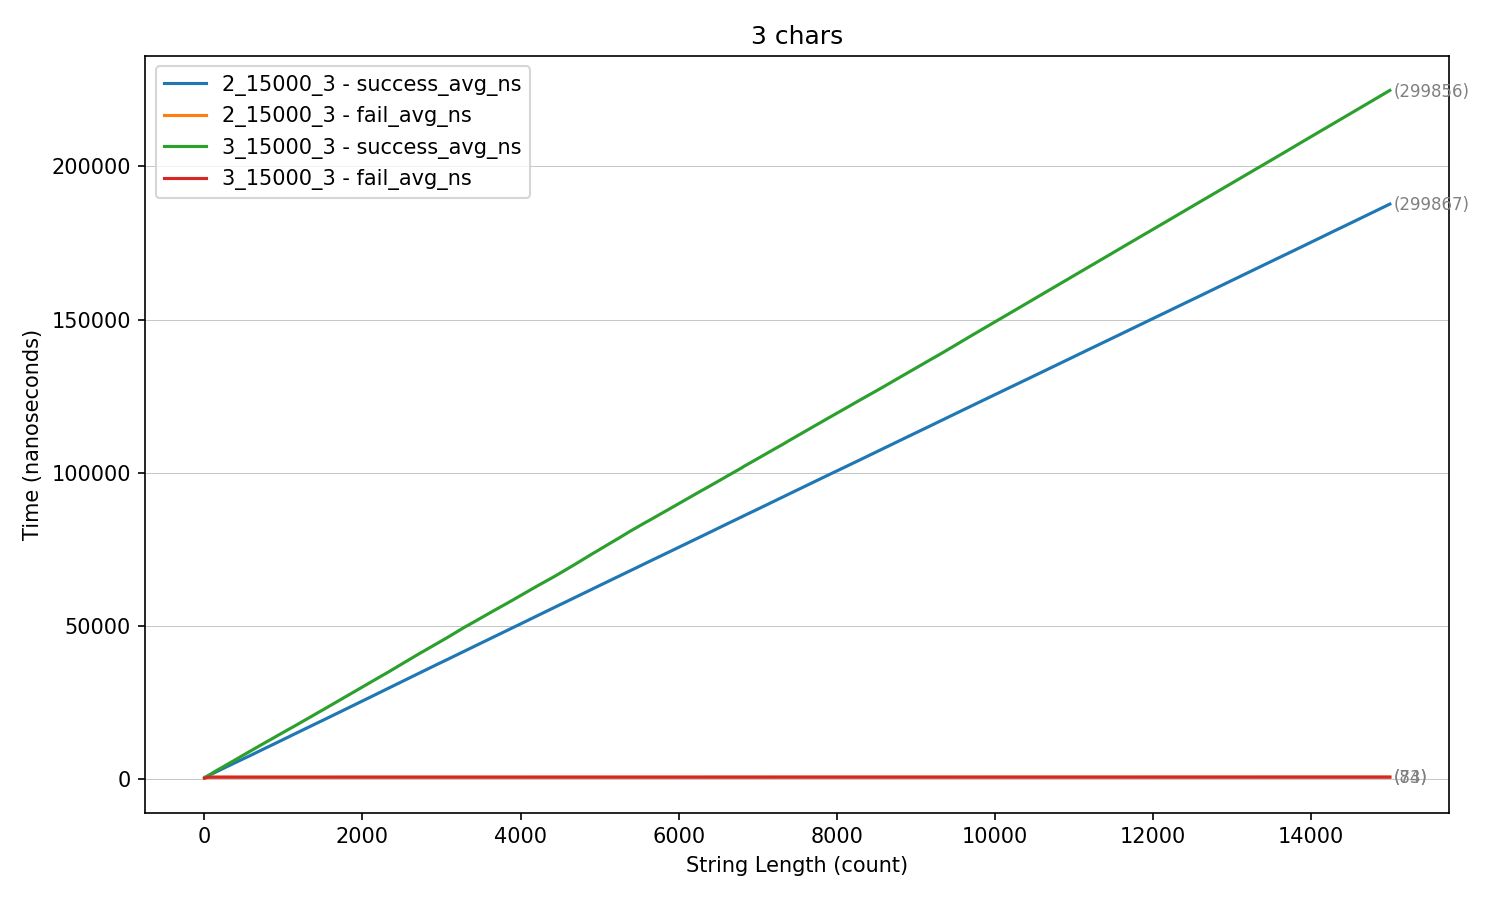 3 chars
2_15000_3 - success_avg_ns
2_15000_3 - fail_avg_ns
3_15000_3 - success_avg_ns
3_15000_3 - fail_avg_ns
(299856)
(299867)
Time (nanoseconds)
200000
150000
100000
50000
0
0 2000 4000 6000 8000 10000 12000 14000
String Length (count)